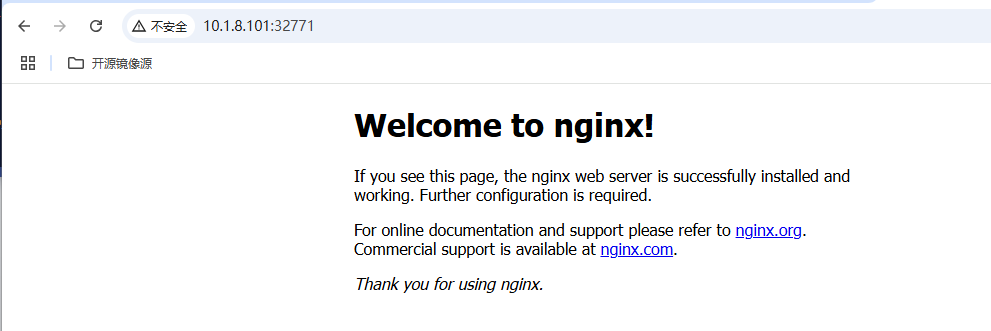 不安全 10.1.8.101:32771
开源镜像源
Welcome to nginx!
If you see this page, the nginx web server is successfully installed and
working. Further configuration is required.
For online documentation and support please refer to nginx.org.
Commercial support is available at nginx.com.
Thank you for using nginx.